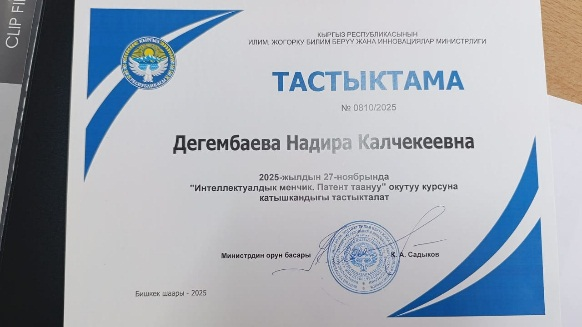 CLIP FI
КЫРГЫЗ РЕСПУБЛИКАСЫНЫН
ИЛИМ, ЖОГОРКУ БИЛИМ БЕРҮҮ ЖАНА ИННОВАЦИЯЛАР МИНИСТРЛИГИ
ТАСТЫКТАМА
№ 0810/2025
Дегембаева Надира Калчекеевна
2025-жылдын 27-ноябрында
"Интеллектуалдык менчик. Патент таануу" окутуу курсуна
катышкандыгы тастыкталат
Министрдин орун басары К. А. Садыков
Бишкек шаары - 2025